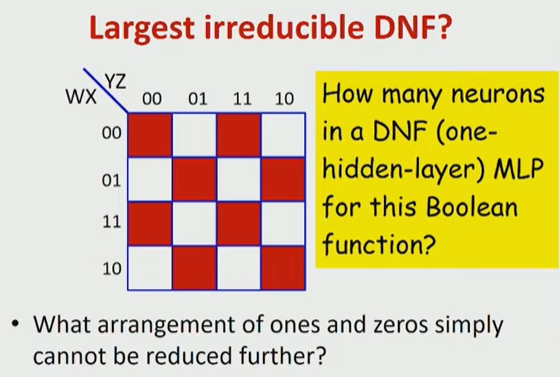 Largest irreducible DNF?
YZ
WX
00 01 11 10
00
01
11
10
How many neurons
in a DNF (one-
hidden-layer) MLP
for this Boolean
function?
• What arrangement of ones and zeros simply
cannot be reduced further?